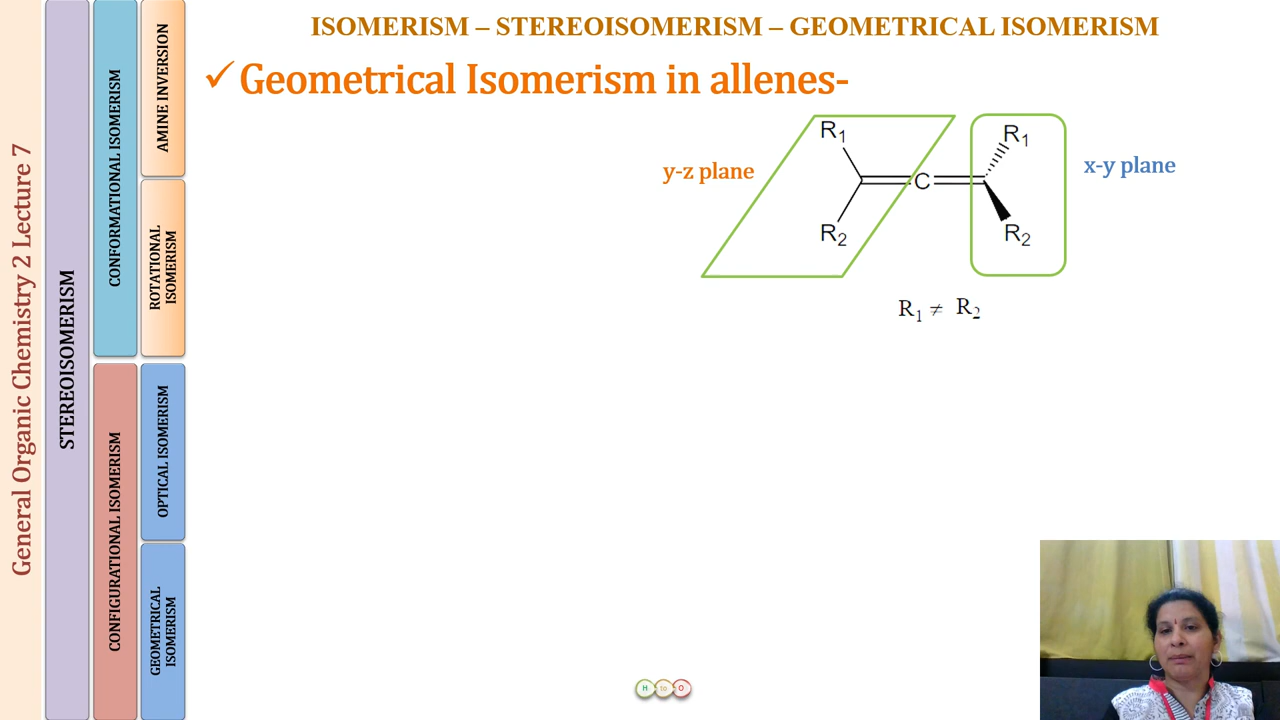 ISOMERISM – STEREOISOMERISM – GEOMETRICAL ISOMERISM
General Organic Chemistry 2 Lecture 7
STEREOISOMERISM
CONFORMATIONAL ISOMERISM
CONFIGURATIONAL ISOMERISM
AMINE INVERSION
ROTATIONAL
ISOMERISM
OPTICAL ISOMERISM
GEOMETRICAL
ISOMERISM
✓Geometrical Isomerism in allenes-
R₁ R₁
y-z plane
x-y plane
C
R₂ R₂
R₁ ≠ R₂
H to O